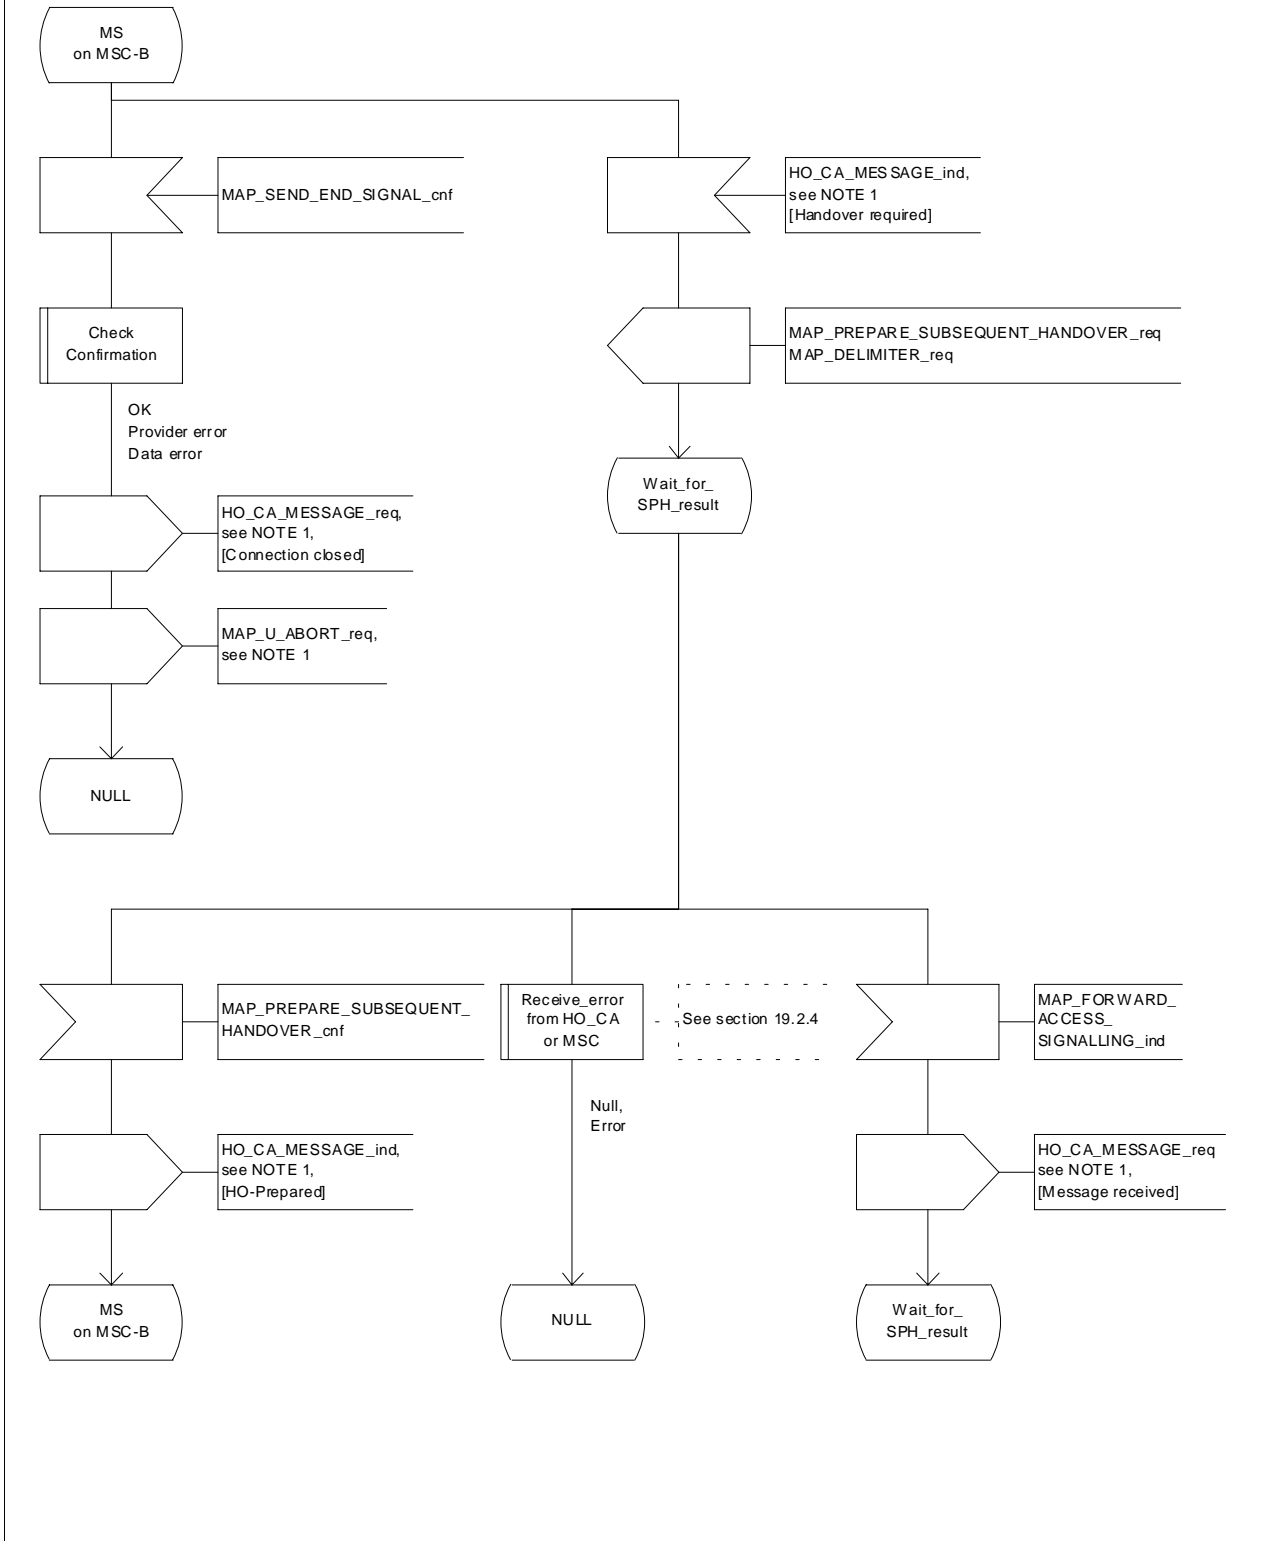 MS
on MSC-B
MAP_SEND_END_SIGNAL_cnf
HO_CA_MESSAGE_ind,
see NOTE 1
[Handover required]
Check
Confirmation
MAP_PREPARE_SUBSEQUENT_HANDOVER_req
MAP_DELIMITER_req
OK
Provider error
Data error
Wait_for_
SPH_result
HO_CA_MESSAGE_req,
see NOTE 1,
[Connection closed]
MAP_U_ABORT_req,
see NOTE 1
NULL
MAP_PREPARE_SUBSEQUENT_
HANDOVER_cnf
Receive_error
from HO_CA
or MSC
See section 19.2.4
MAP_FORWARD_
ACCESS_
SIGNALLING_ind
Null,
Error
HO_CA_MESSAGE_ind,
see NOTE 1,
[HO-Prepared]
HO_CA_MESSAGE_req
see NOTE 1,
[Message received]
MS
on MSC-B
NULL
Wait_for_
SPH_result